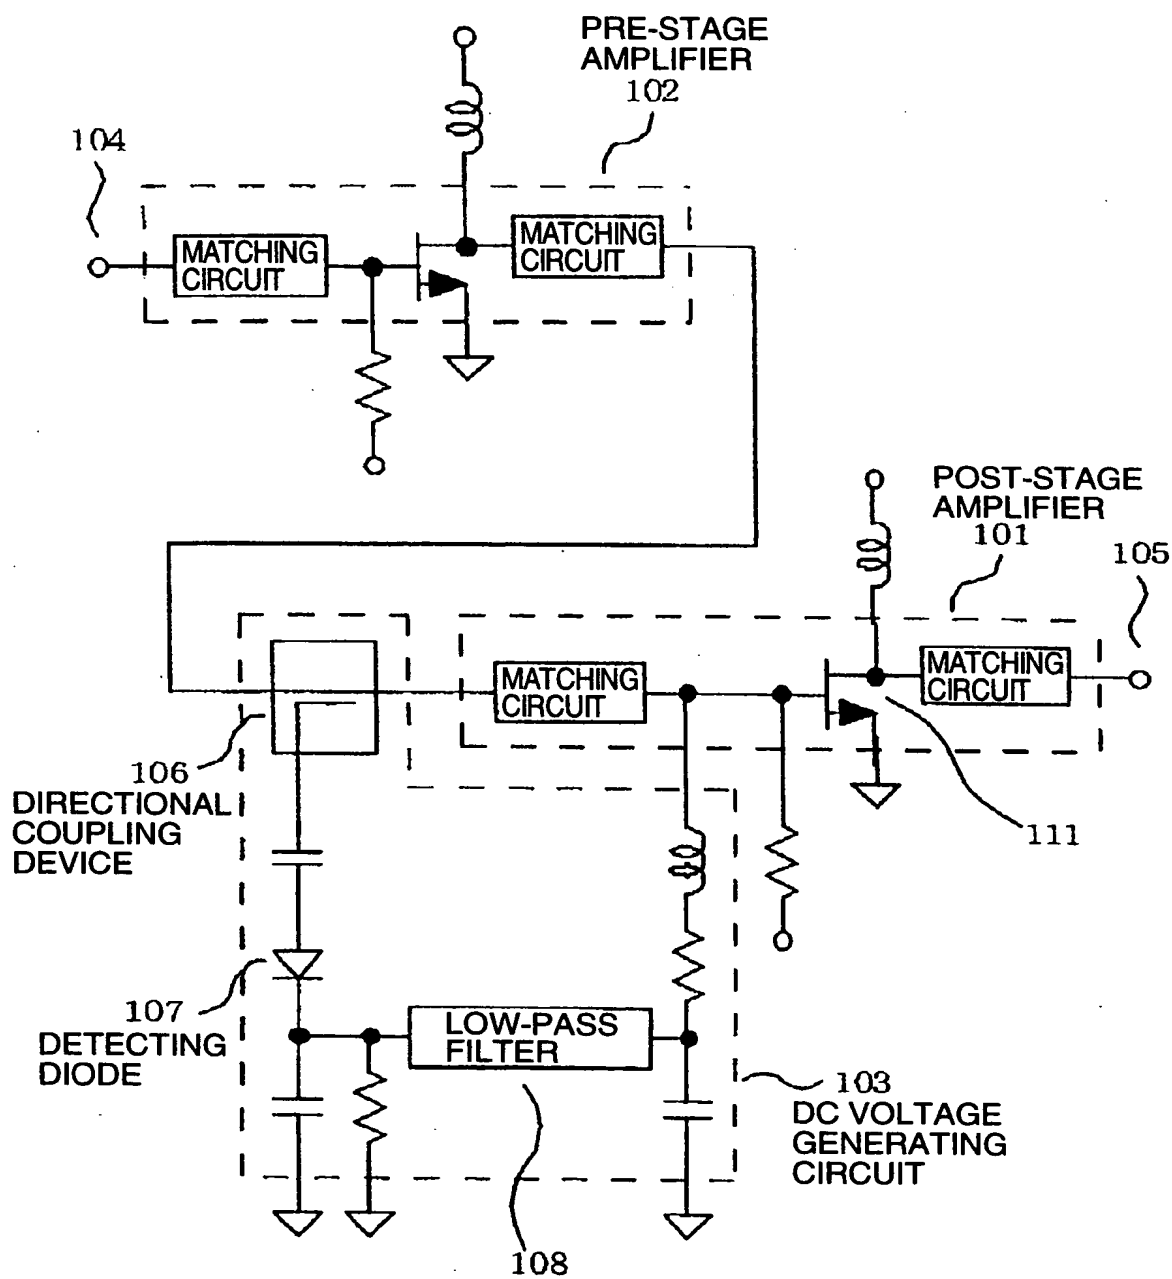 PRE-STAGE
AMPLIFIER
102
104
MATCHING
CIRCUIT
MATCHING
CIRCUIT
POST-STAGE
AMPLIFIER
101
105
MATCHING
CIRCUIT
MATCHING
CIRCUIT
106
DIRECTIONAL
COUPLING
DEVICE
111
107
DETECTING
DIODE
LOW-PASS
FILTER
103
DC VOLTAGE
GENERATING
CIRCUIT
108